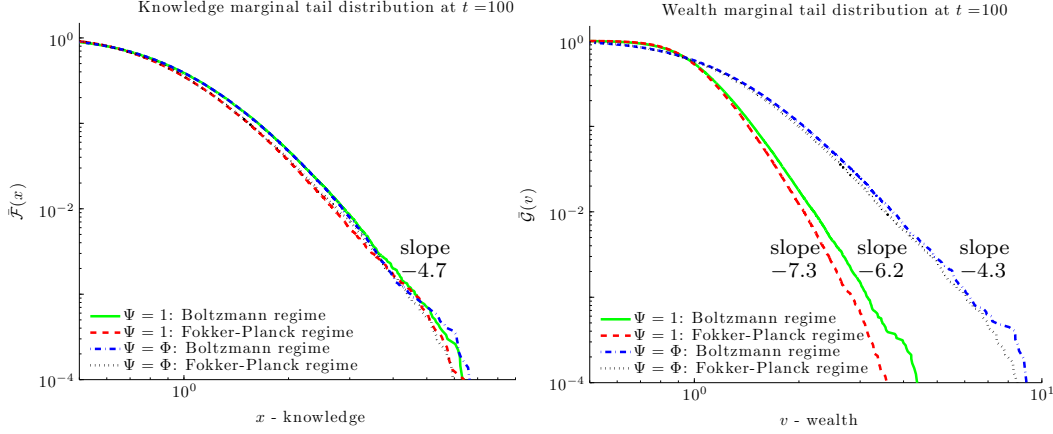 Knowledge marginal tail distribution at t =100
10^0
10^-2
10^-4
10^0
F̄(x)
x - knowledge
slope
−4.7
Ψ = 1: Boltzmann regime
Ψ = 1: Fokker-Planck regime
Ψ = Φ: Boltzmann regime
Ψ = Φ: Fokker-Planck regime
Wealth marginal tail distribution at t =100
10^0
10^-2
10^-4
10^0
10^1
Ḡ(v)
v - wealth
slope
−7.3
slope
−6.2
slope
−4.3
Ψ = 1: Boltzmann regime
Ψ = 1: Fokker-Planck regime
Ψ = Φ: Boltzmann regime
Ψ = Φ: Fokker-Planck regime